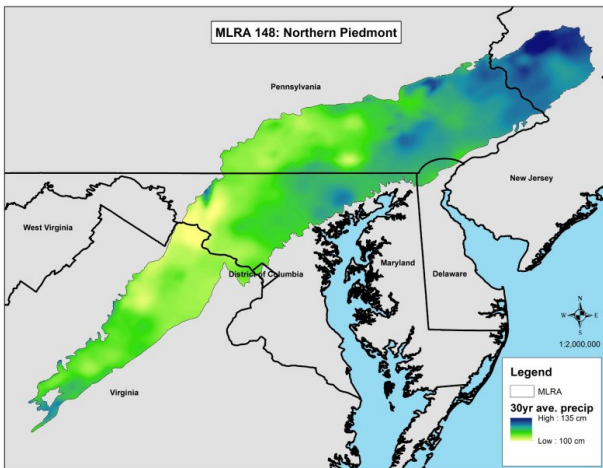 MLRA 148: Northern Piedmont
Pennsylvania
New Jersey
West Virginia
Maryland
Delaware
District of Columbia
Virginia
N
W E
S
1:2,000,000
Legend
MLRA
30yr ave. precip
High : 135 cm
Low : 100 cm